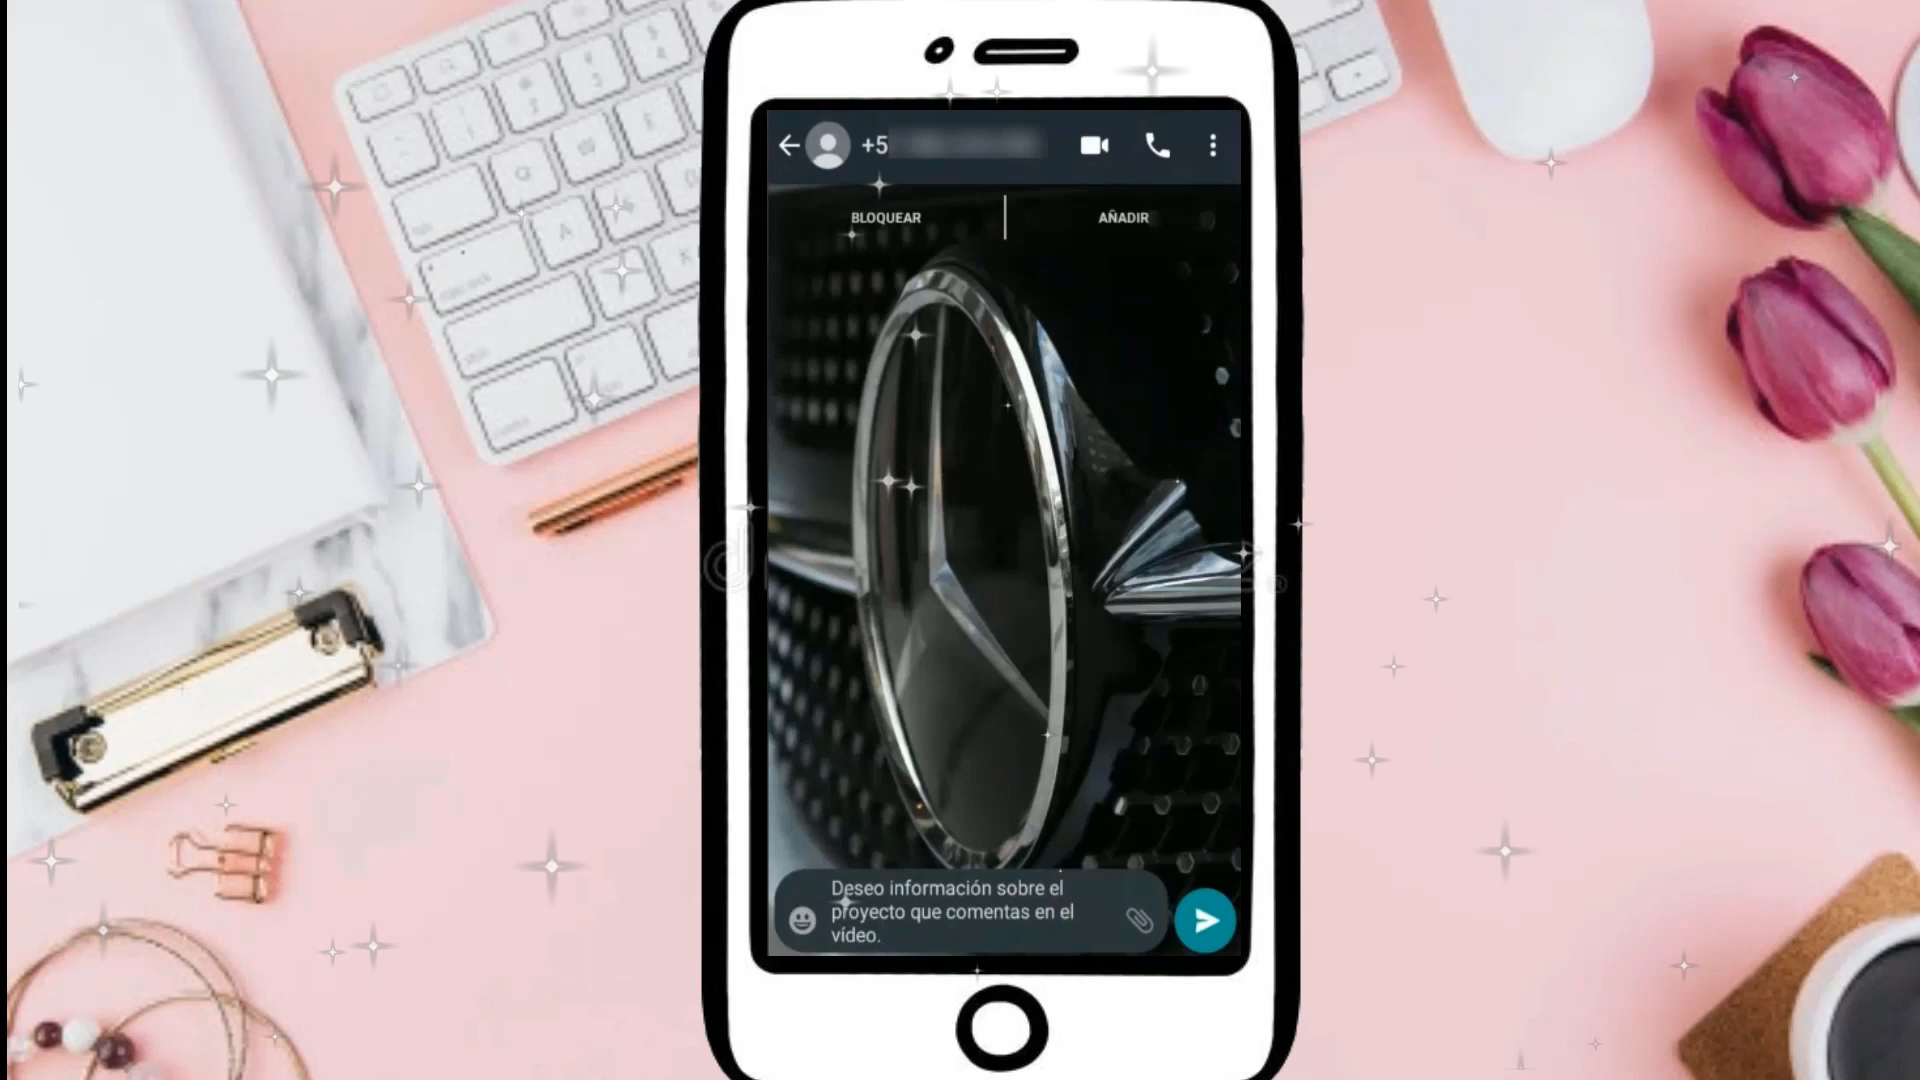 +5
BLOQUEAR
AÑADIR
Deseo información sobre el
proyecto que comentas en el
vídeo.